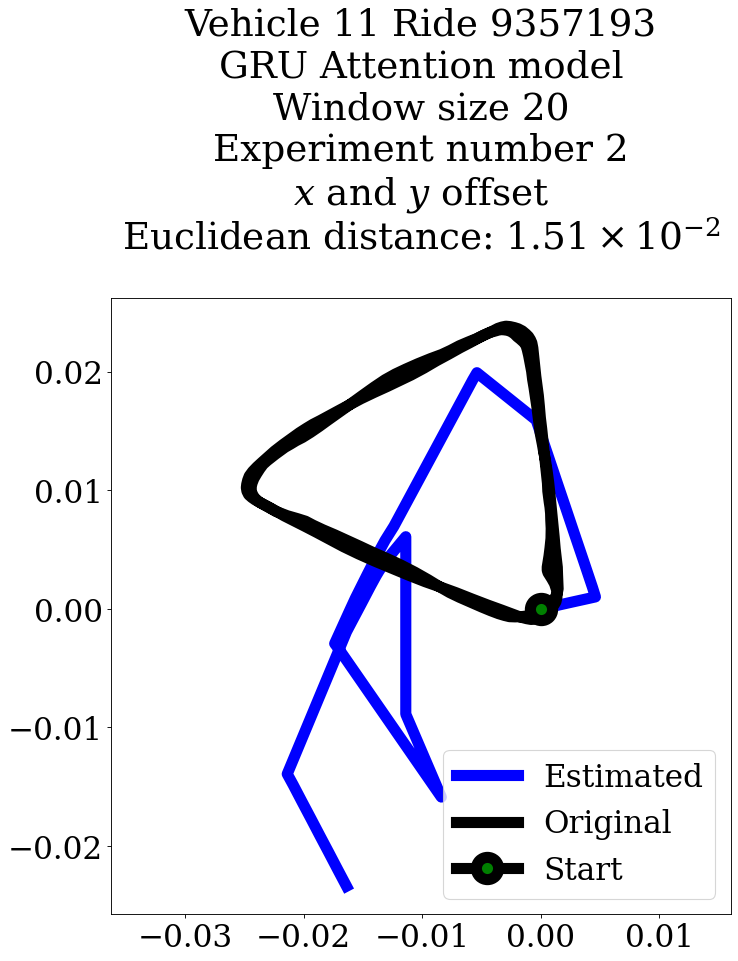 Vehicle 11 Ride 9357193
GRU Attention model
Window size 20
Experiment number 2
x and y offset
Euclidean distance: 1.51 × 10⁻²
0.02
0.01
0.00
−0.01
−0.02
Estimated
Original
Start
−0.03 −0.02 −0.01 0.00 0.01